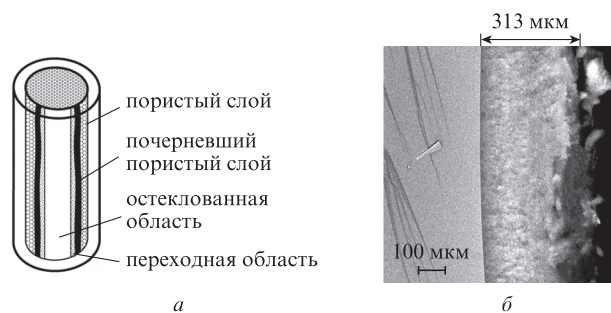 313 мкм
пористый слой
почерневший
пористый слой
остеклованная
область
переходная область
100 мкм
а
б